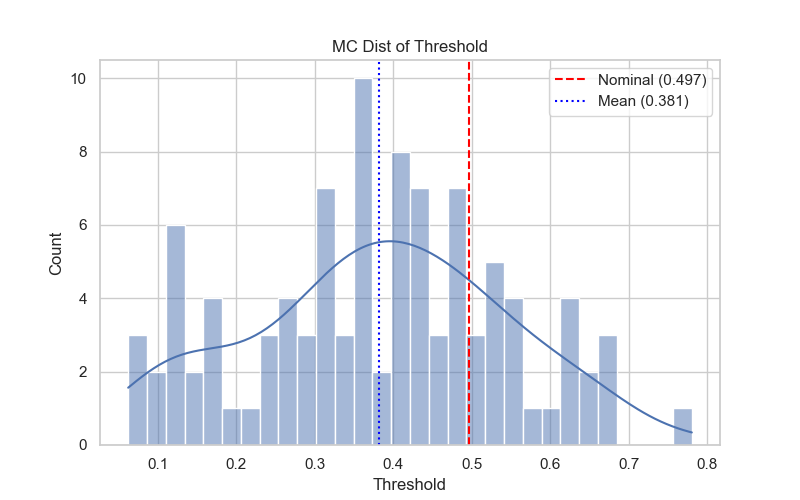 MC Dist of Threshold
Nominal (0.497)
Mean (0.381)
Count
10
8
6
4
2
0
0.1 0.2 0.3 0.4 0.5 0.6 0.7 0.8
Threshold